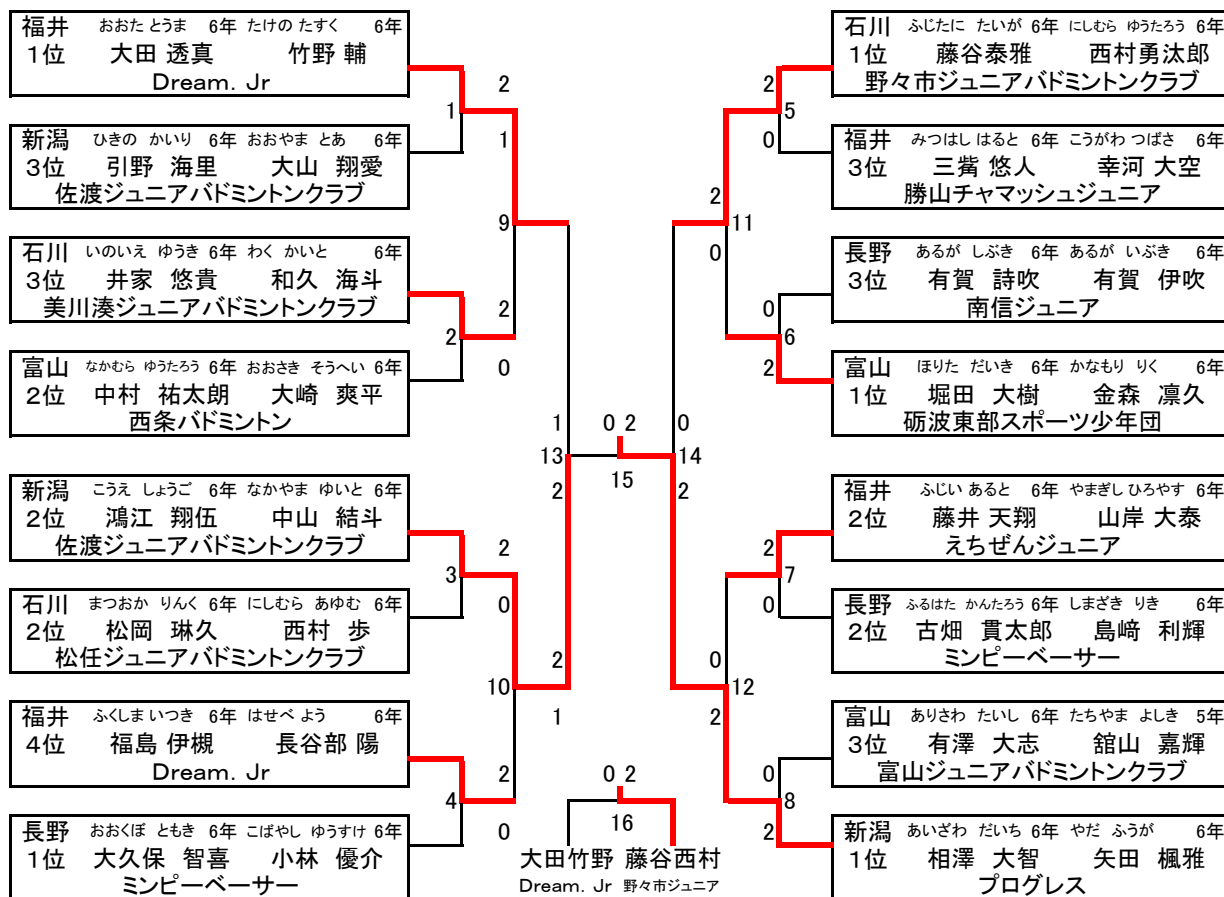 福井 おおた とうま 6年 たけの たすく 6年
1位 大田 透真 竹野 輔
Dream. Jr
新潟 ひきの かいり 6年 おおやま とあ 6年
3位 引野 海里 大山 翔愛
佐渡ジュニアバドミントンクラブ
石川 いのいえ ゆうき 6年 わく かいと 6年
3位 井家 悠貴 和久 海斗
美川湊ジュニアバドミントンクラブ
富山 なかむら ゆうたろう 6年 おおさき そうへい 6年
2位 中村 祐太朗 大崎 爽平
西条バドミントン
新潟 こうえ しょうご 6年 なかやま ゆいと 6年
2位 鴻江 翔伍 中山 結斗
佐渡ジュニアバドミントンクラブ
石川 まつおか りんく 6年 にしむら あゆむ 6年
2位 松岡 琳久 西村 歩
松任ジュニアバドミントンクラブ
福井 ふくしま いつき 6年 はせべ よう 6年
4位 福島 伊槻 長谷部 陽
Dream. Jr
長野 おおくぼ ともき 6年 こばやし ゆうすけ 6年
1位 大久保 智喜 小林 優介
ミンピーベーサー
2
1
1
9
2
2
0
1
13
2
2
3
0
2
10
1
2
4
0
0 2
15
0 2
16
大田竹野 藤谷西村
Dream. Jr 野々市ジュニア
0
14
2
2
5
0
2
11
0
0
6
2
2
7
0
0
12
2
0
8
2
石川 ふじたに たいが 6年 にしむら ゆうたろう 6年
1位 藤谷泰雅 西村勇汰郎
野々市ジュニアバドミントンクラブ
福井 みつはし はると 6年 こうがわ つばさ 6年
3位 三觜 悠人 幸河 大空
勝山チャマッシュジュニア
長野 あるが しぶき 6年 あるが いぶき 6年
3位 有賀 詩吹 有賀 伊吹
南信ジュニア
富山 ほりた だいき 6年 かなもり りく 6年
1位 堀田 大樹 金森 凛久
砺波東部スポーツ少年団
福井 ふじい あると 6年 やまぎし ひろやす 6年
2位 藤井 天翔 山岸 大泰
えちぜんジュニア
長野 ふるはた かんたろう 6年 しまざき りき 6年
2位 古畑 貫太郎 島﨑 利輝
ミンピーベーサー
富山 ありさわ たいし 6年 たちやま よしき 5年
3位 有澤 大志 舘山 嘉輝
富山ジュニアバドミントンクラブ
新潟 あいざわ だいち 6年 やだ ふうが 6年
1位 相澤 大智 矢田 楓雅
プログレス